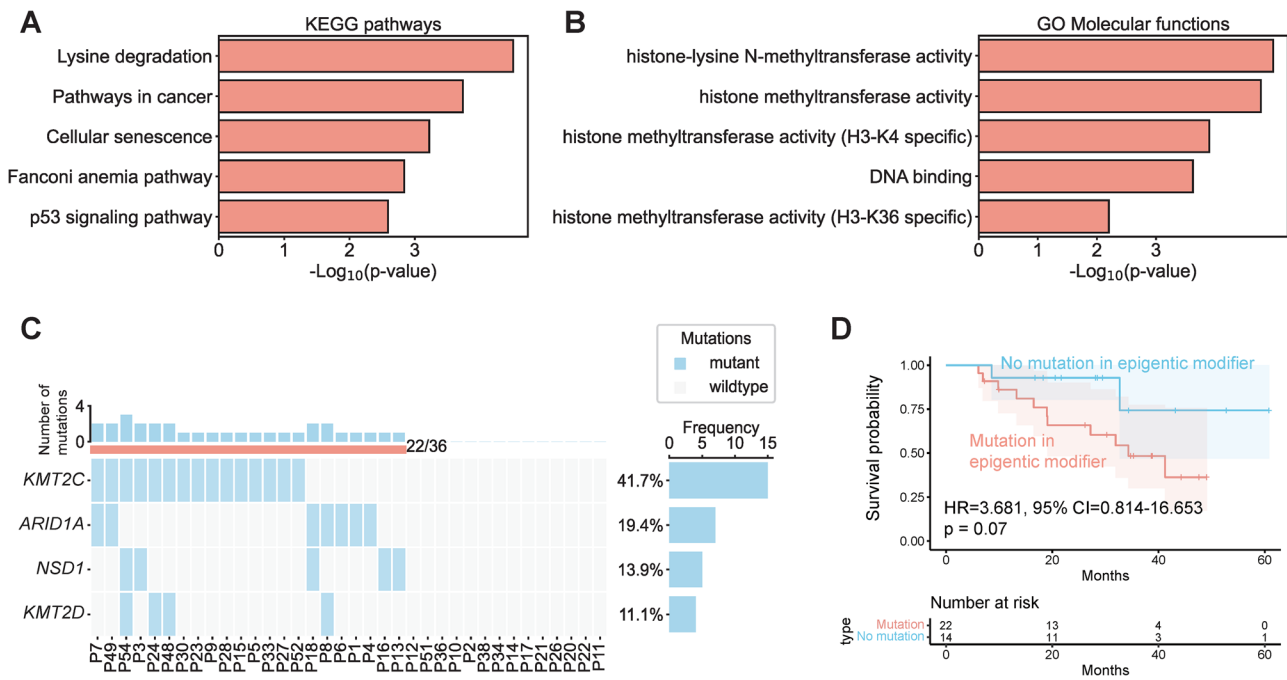 A
KEGG pathways
Lysine degradation
Pathways in cancer
Cellular senescence
Fanconi anemia pathway
p53 signaling pathway
0 1 2 3
-Log₁₀(p-value)
B
GO Molecular functions
histone-lysine N-methyltransferase activity
histone methyltransferase activity
histone methyltransferase activity (H3-K4 specific)
DNA binding
histone methyltransferase activity (H3-K36 specific)
0 1 2 3
-Log₁₀(p-value)
C
Mutations
mutant
wildtype
Number of
mutations
4
0
22/36
Frequency
0 5 10 15
KMT2C 41.7%
ARID1A 19.4%
NSD1 13.9%
KMT2D 11.1%
P7 P49 P54 P3 P24 P48 P30 P23 P9 P28 P15 P5 P33 P27 P52 P18 P8 P6 P1 P4 P16 P13 P12 P51 P36 P10 P2 P38 P34 P14 P17 P21 P26 P20 P22 P11
D
Survival probability
1.00
0.75
0.50
0.25
0.00
No mutation in epigentic modifier
Mutation in
epigentic modifier
HR=3.681, 95% CI=0.814-16.653
p = 0.07
0 20 40 60
Months
Number at risk
type
Mutation 22 13 4 0
No mutation 14 11 3 1
0 20 40 60
Months